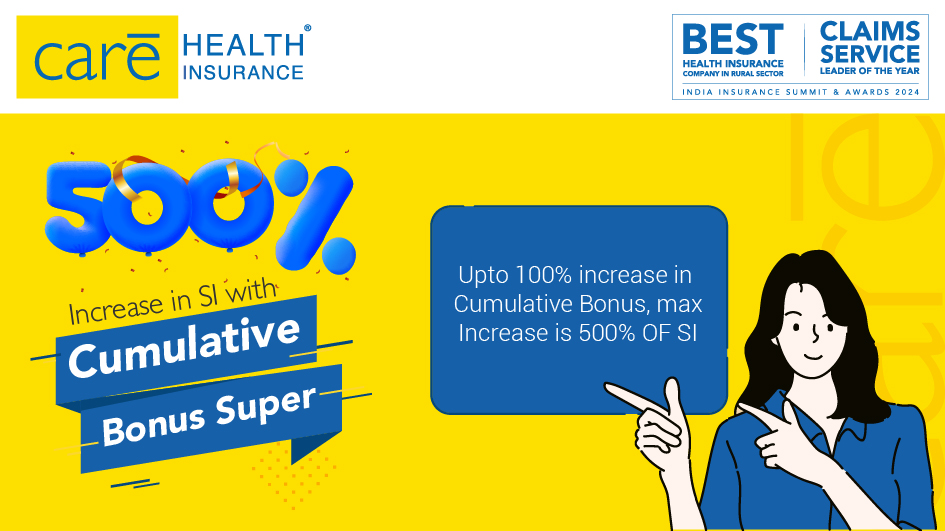 carē HEALTH®
INSURANCE
BEST
HEALTH INSURANCE
COMPANY IN RURAL SECTOR
CLAIMS
SERVICE
LEADER OF THE YEAR
INDIA INSURANCE SUMMIT & AWARDS 2024
500%
Increase in SI with
Cumulative
Bonus Super
Upto 100% increase in
Cumulative Bonus, max
Increase is 500% OF SI
carē